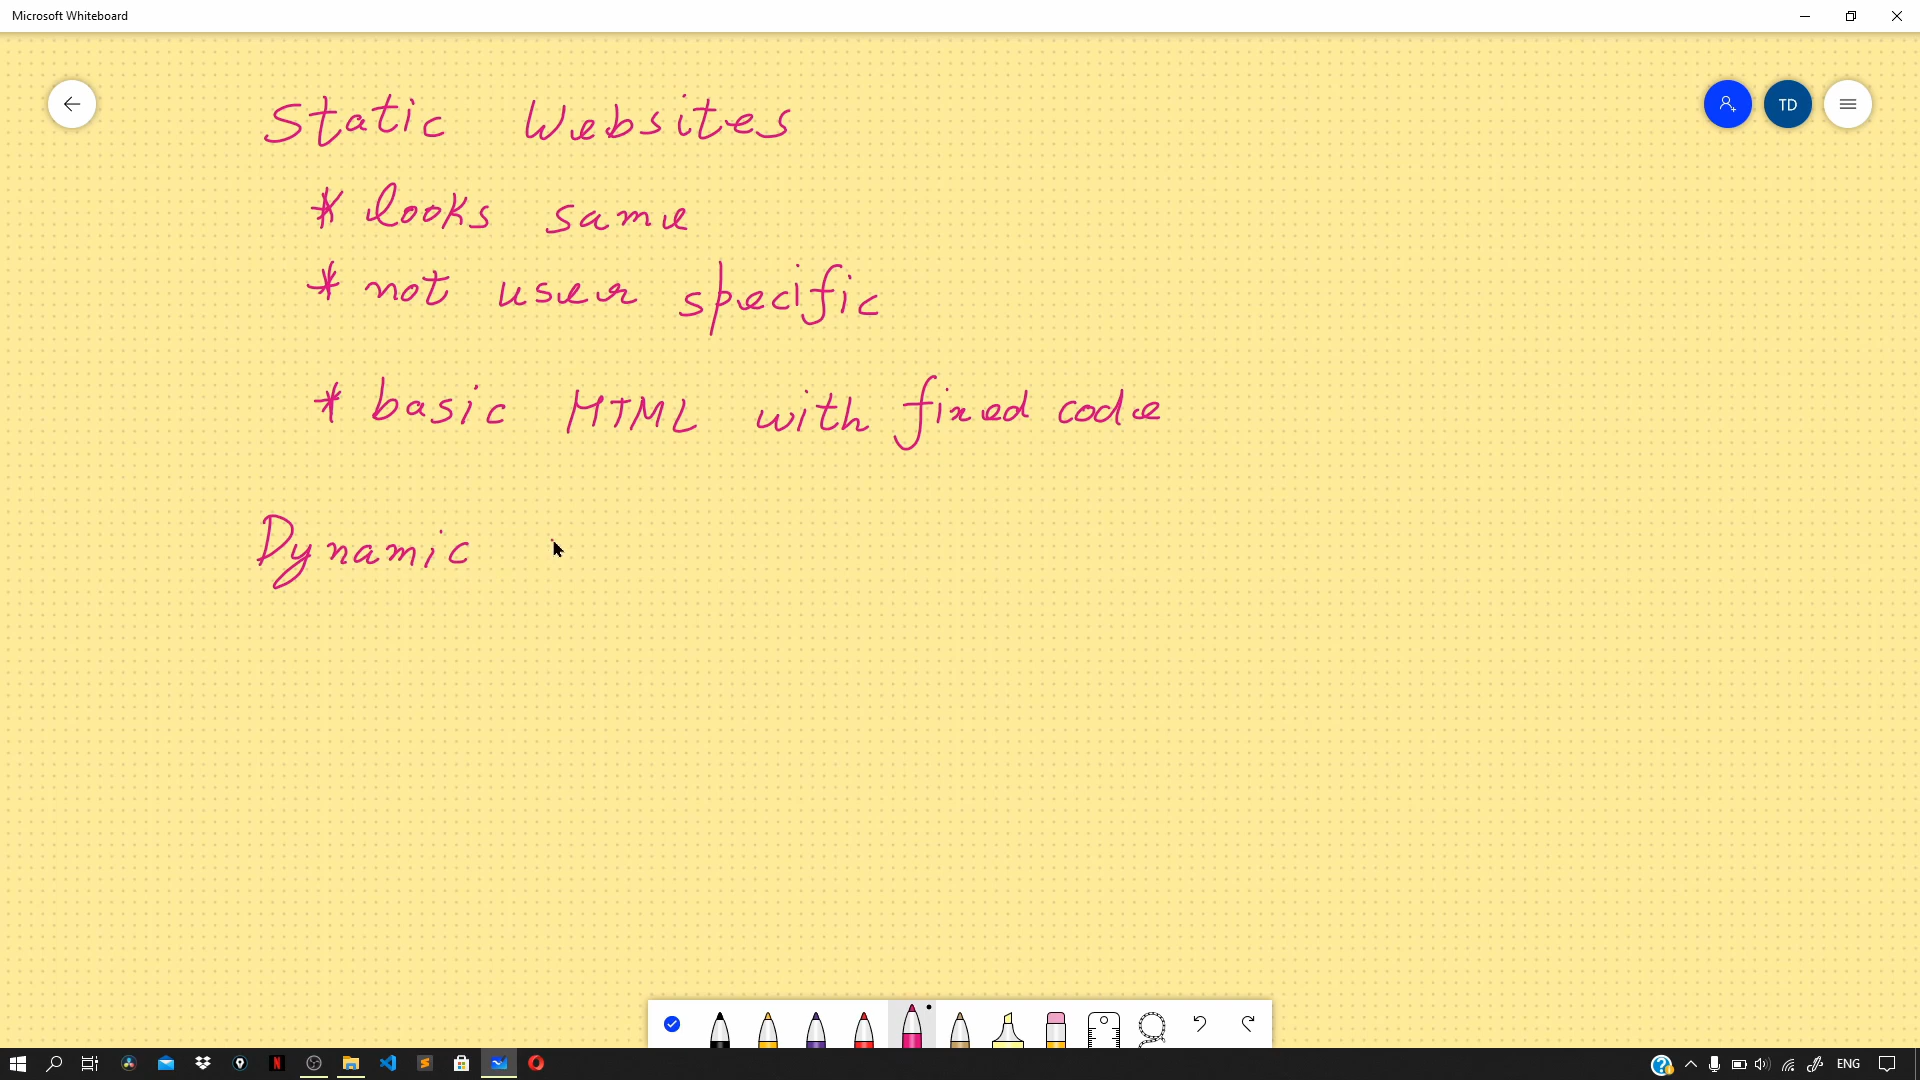 Microsoft Whiteboard
TD
Static Websites
* looks same
* not user specific
* basic HTML with fixed code
Dynamic
ENG